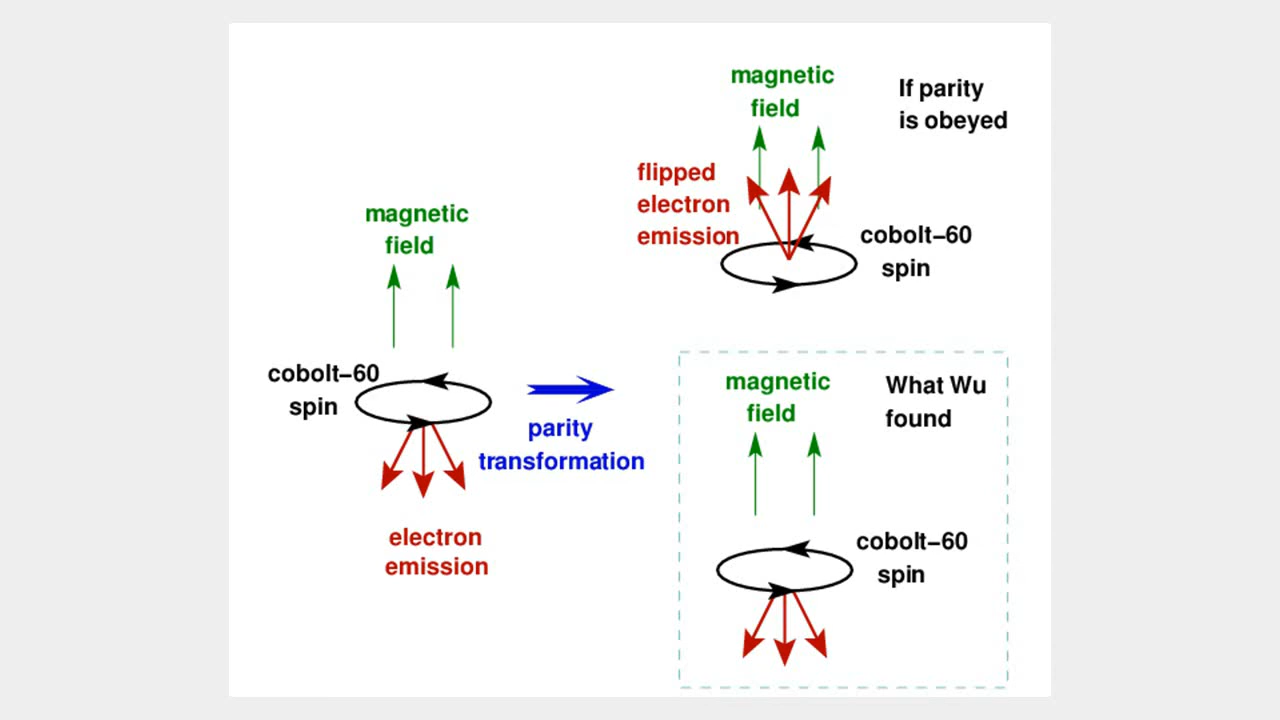 magnetic
field
cobolt–60
spin
electron
emission
parity
transformation
magnetic
field
If parity
is obeyed
flipped
electron
emission
cobolt–60
spin
magnetic
field
What Wu
found
cobolt–60
spin